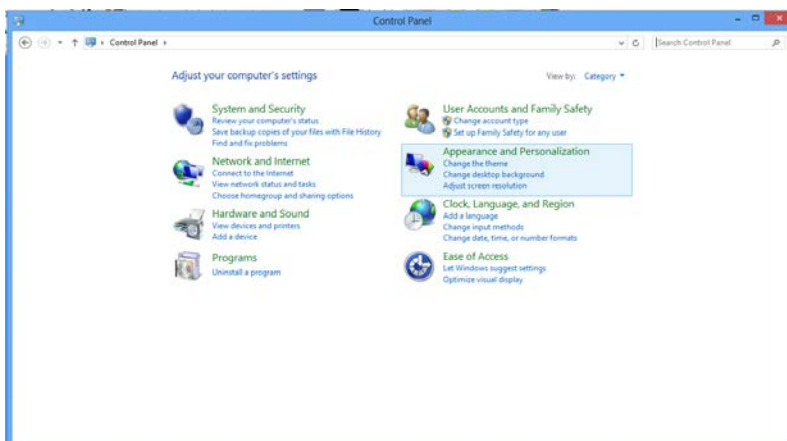 Control Panel
Control Panel
Search Control Panel
Adjust your computer's settings
View by: Category
System and Security
Review your computer's status
Save backup copies of your files with File History
Find and fix problems
Network and Internet
Connect to the Internet
View network status and tasks
Choose homegroup and sharing options
Hardware and Sound
View devices and printers
Add a device
Programs
Uninstall a program
User Accounts and Family Safety
Change account type
Set up Family Safety for any user
Appearance and Personalization
Change the theme
Change desktop background
Adjust screen resolution
Clock, Language, and Region
Add a language
Change input methods
Change date, time, or number formats
Ease of Access
Let Windows suggest settings
Optimize visual display